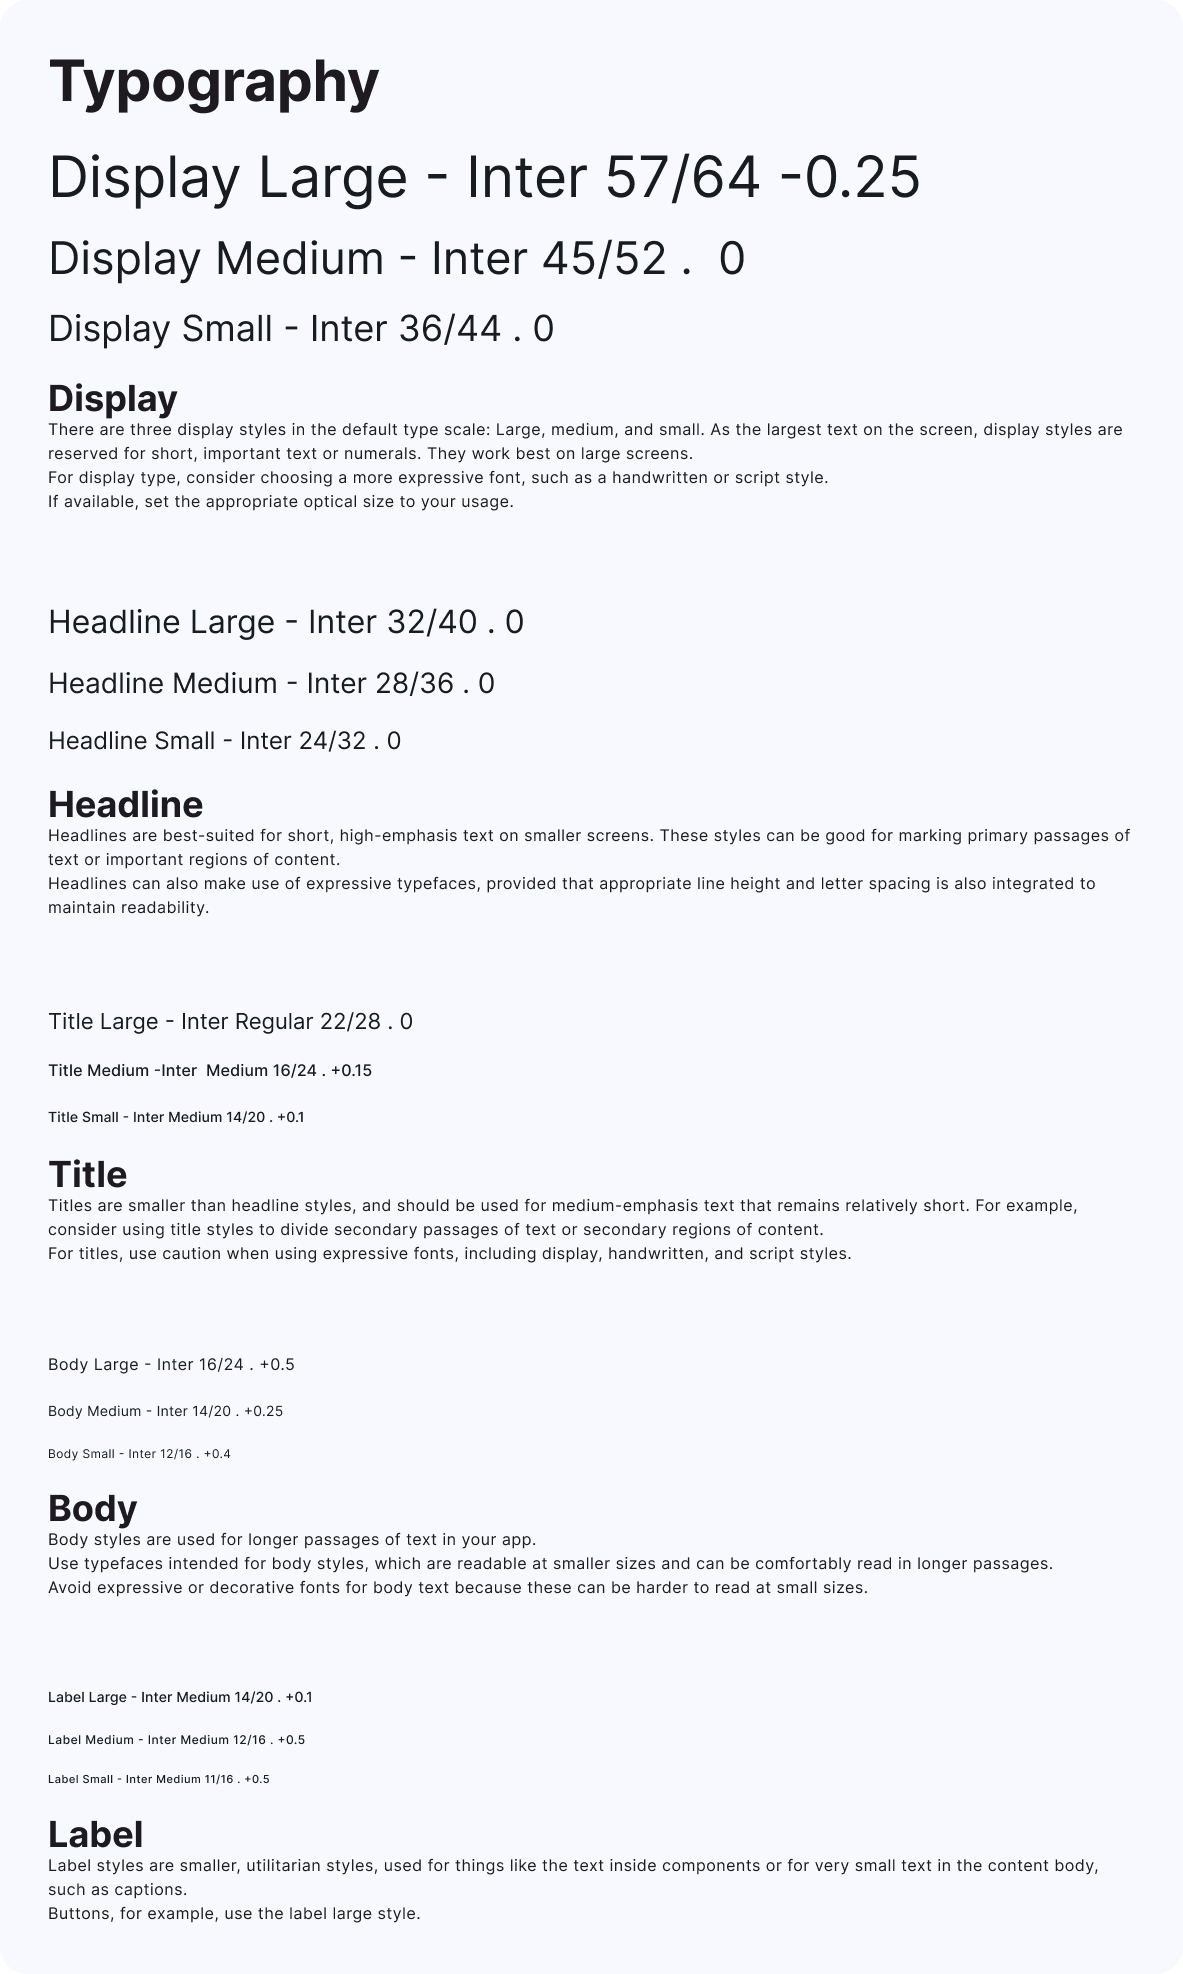 Typography
Display Large - Inter 57/64 -0.25
Display Medium - Inter 45/52 .  0
Display Small - Inter 36/44 . 0
Display
There are three display styles in the default type scale: Large, medium, and small. As the largest text on the screen, display styles are
reserved for short, important text or numerals. They work best on large screens.
For display type, consider choosing a more expressive font, such as a handwritten or script style.
If available, set the appropriate optical size to your usage.
Headline Large - Inter 32/40 . 0
Headline Medium - Inter 28/36 . 0
Headline Small - Inter 24/32 . 0
Headline
Headlines are best-suited for short, high-emphasis text on smaller screens. These styles can be good for marking primary passages of
text or important regions of content.
Headlines can also make use of expressive typefaces, provided that appropriate line height and letter spacing is also integrated to
maintain readability.
Title Large - Inter Regular 22/28 . 0
Title Medium -Inter  Medium 16/24 . +0.15
Title Small - Inter Medium 14/20 . +0.1
Title
Titles are smaller than headline styles, and should be used for medium-emphasis text that remains relatively short. For example,
consider using title styles to divide secondary passages of text or secondary regions of content.
For titles, use caution when using expressive fonts, including display, handwritten, and script styles.
Body Large - Inter 16/24 . +0.5
Body Medium - Inter 14/20 . +0.25
Body Small - Inter 12/16 . +0.4
Body
Body styles are used for longer passages of text in your app.
Use typefaces intended for body styles, which are readable at smaller sizes and can be comfortably read in longer passages.
Avoid expressive or decorative fonts for body text because these can be harder to read at small sizes.
Label Large - Inter Medium 14/20 . +0.1
Label Medium - Inter Medium 12/16 . +0.5
Label Small - Inter Medium 11/16 . +0.5
Label
Label styles are smaller, utilitarian styles, used for things like the text inside components or for very small text in the content body,
such as captions.
Buttons, for example, use the label large style.